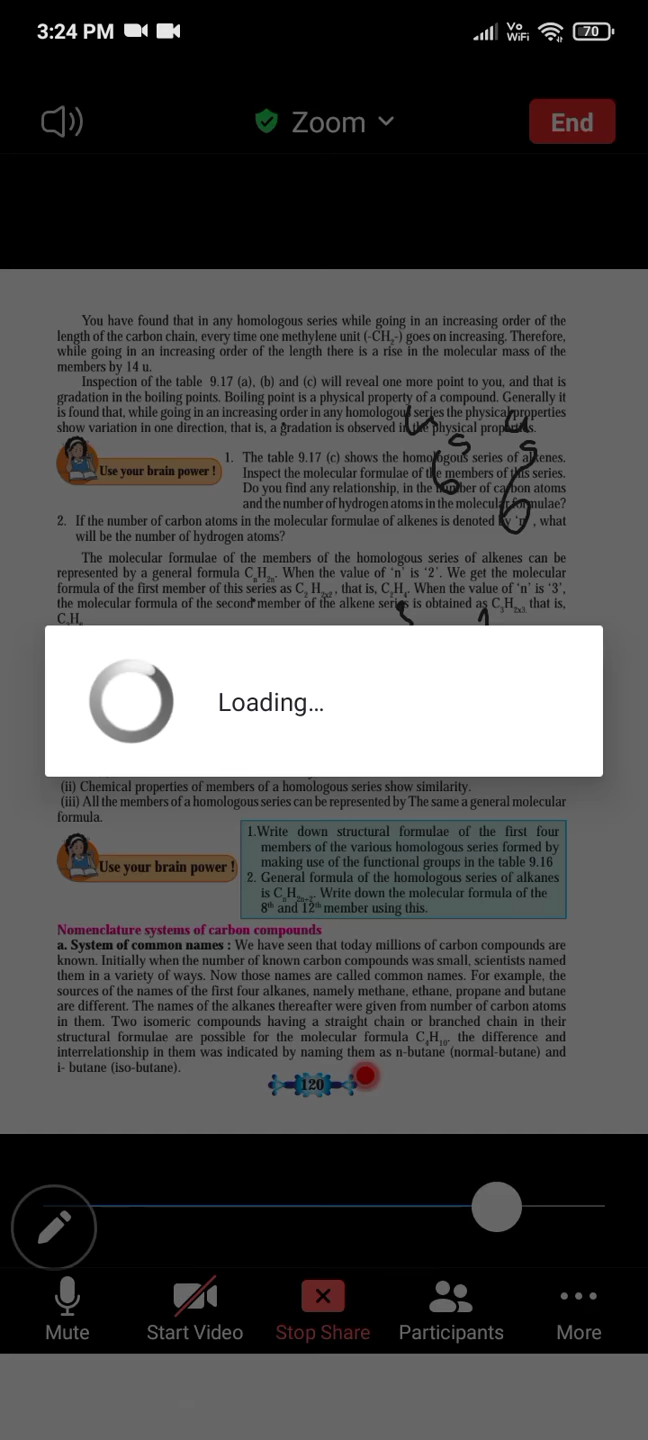 3:24 PM
Vo
WiFi
70
Zoom
End
You have found that in any homologous series while going in an increasing order of the
length of the carbon chain, every time one methylene unit (-CH₂-) goes on increasing. Therefore,
while going in an increasing order of the length there is a rise in the molecular mass of the
members by 14 u.
Inspection of the table 9.17 (a), (b) and (c) will reveal one more point to you, and that is
gradation in the boiling points. Boiling point is a physical property of a compound. Generally it
is found that, while going in an increasing order in any homologous series the physical properties
show variation in one direction, that is, a gradation is observed in the physical properties.
Use your brain power !
1. The table 9.17 (c) shows the homologous series of alkenes.
Inspect the molecular formulae of the members of this series.
Do you find any relationship, in the number of carbon atoms
and the number of hydrogen atoms in the molecular formulae?
2. If the number of carbon atoms in the molecular formulae of alkenes is denoted by 'n', what
will be the number of hydrogen atoms?
The molecular formulae of the members of the homologous series of alkenes can be
represented by a general formula CₙH₂ₙ. When the value of 'n' is '2'. We get the molecular
formula of the first member of this series as C₂ H₂ₓ₂, that is, C₂H₄. When the value of 'n' is '3',
the molecular formula of the second member of the alkene series is obtained as C₃H₂ₓ₃ that is,
Loading...
(ii) Chemical properties of members of a homologous series show similarity.
(iii) All the members of a homologous series can be represented by The same a general molecular
formula.
Use your brain power !
1.Write down structural formulae of the first four
members of the various homologous series formed by
making use of the functional groups in the table 9.16
2. General formula of the homologous series of alkanes
is CₙH₂ₙ₊₂. Write down the molecular formula of the
8th and 12th member using this.
Nomenclature systems of carbon compounds
a. System of common names : We have seen that today millions of carbon compounds are
known. Initially when the number of known carbon compounds was small, scientists named
them in a variety of ways. Now those names are called common names. For example, the
sources of the names of the first four alkanes, namely methane, ethane, propane and butane
are different. The names of the alkanes thereafter were given from number of carbon atoms
in them. Two isomeric compounds having a straight chain or branched chain in their
structural formulae are possible for the molecular formula C₄H₁₀. the difference and
interrelationship in them was indicated by naming them as n-butane (normal-butane) and
i- butane (iso-butane).
120
Mute
Start Video
Stop Share
Participants
More